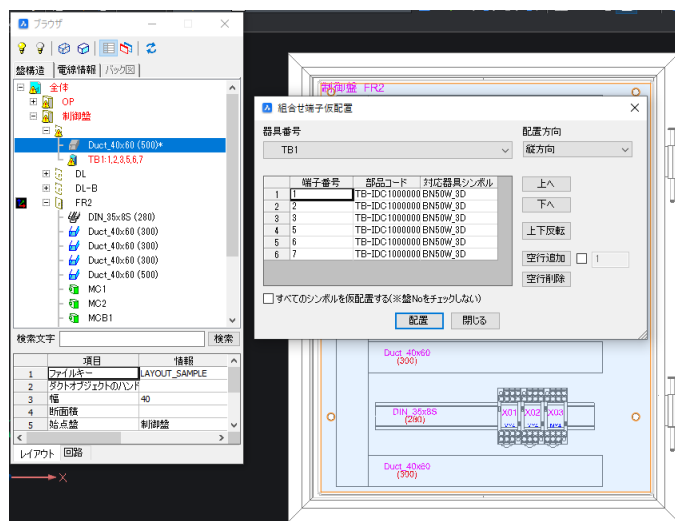 ブラウザ
盤構造 電線情報 パック図
全体
OP
制御盤
Duct_40x60 (500)*
TB1:1,2,3,5,6,7
DL
DL-B
FR2
DIN_35x8S (280)
Duct_40x60 (300)
Duct_40x60 (300)
Duct_40x60 (300)
Duct_40x60 (500)
MC1
MC2
MCB1
検索文字 検索
項目 情報
1 ファイルキー LAYOUT_SAMPLE
2 ダクトオブジェクトのハンド
3 幅 40
4 断面積
5 始点盤 制御盤
レイアウト 回路
X
制御盤 FR2
組合せ端子仮配置
器具番号 配置方向
TB1 縦方向
端子番号 部品コード 対応器具シンボル
1 1 TB-IDC1000000 BN50W_3D
2 2 TB-IDC1000000 BN50W_3D
3 3 TB-IDC1000000 BN50W_3D
4 5 TB-IDC1000000 BN50W_3D
5 6 TB-IDC1000000 BN50W_3D
6 7 TB-IDC1000000 BN50W_3D
上へ
下へ
上下反転
空行追加 1
空行削除
すべてのシンボルを仮配置する(※盤Noをチェックしない)
配置 閉じる
Duct_40x60
(300)
DIN_35x8S
(280)
X01 X02 X03
Duct_40x60
(500)